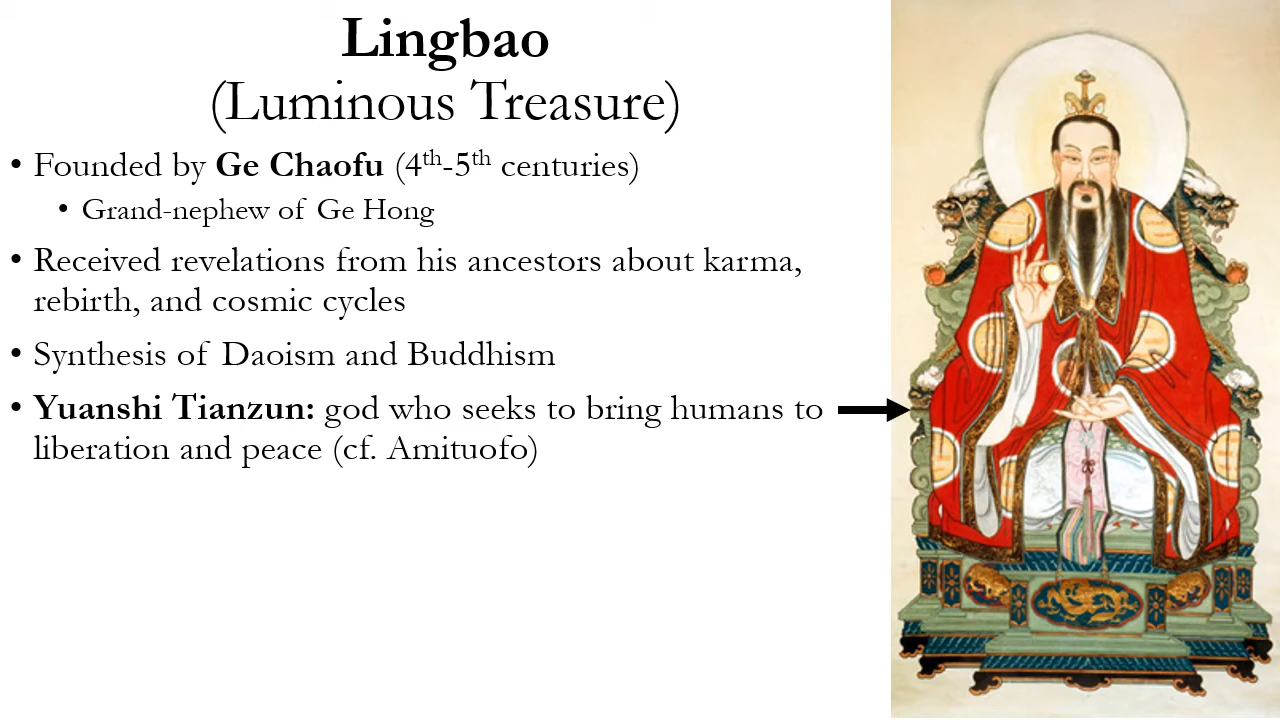 Lingbao
(Luminous Treasure)
• Founded by Ge Chaofu (4th-5th centuries)
• Grand-nephew of Ge Hong
• Received revelations from his ancestors about karma,
rebirth, and cosmic cycles
• Synthesis of Daoism and Buddhism
• Yuanshi Tianzun: god who seeks to bring humans to
liberation and peace (cf. Amituofo)